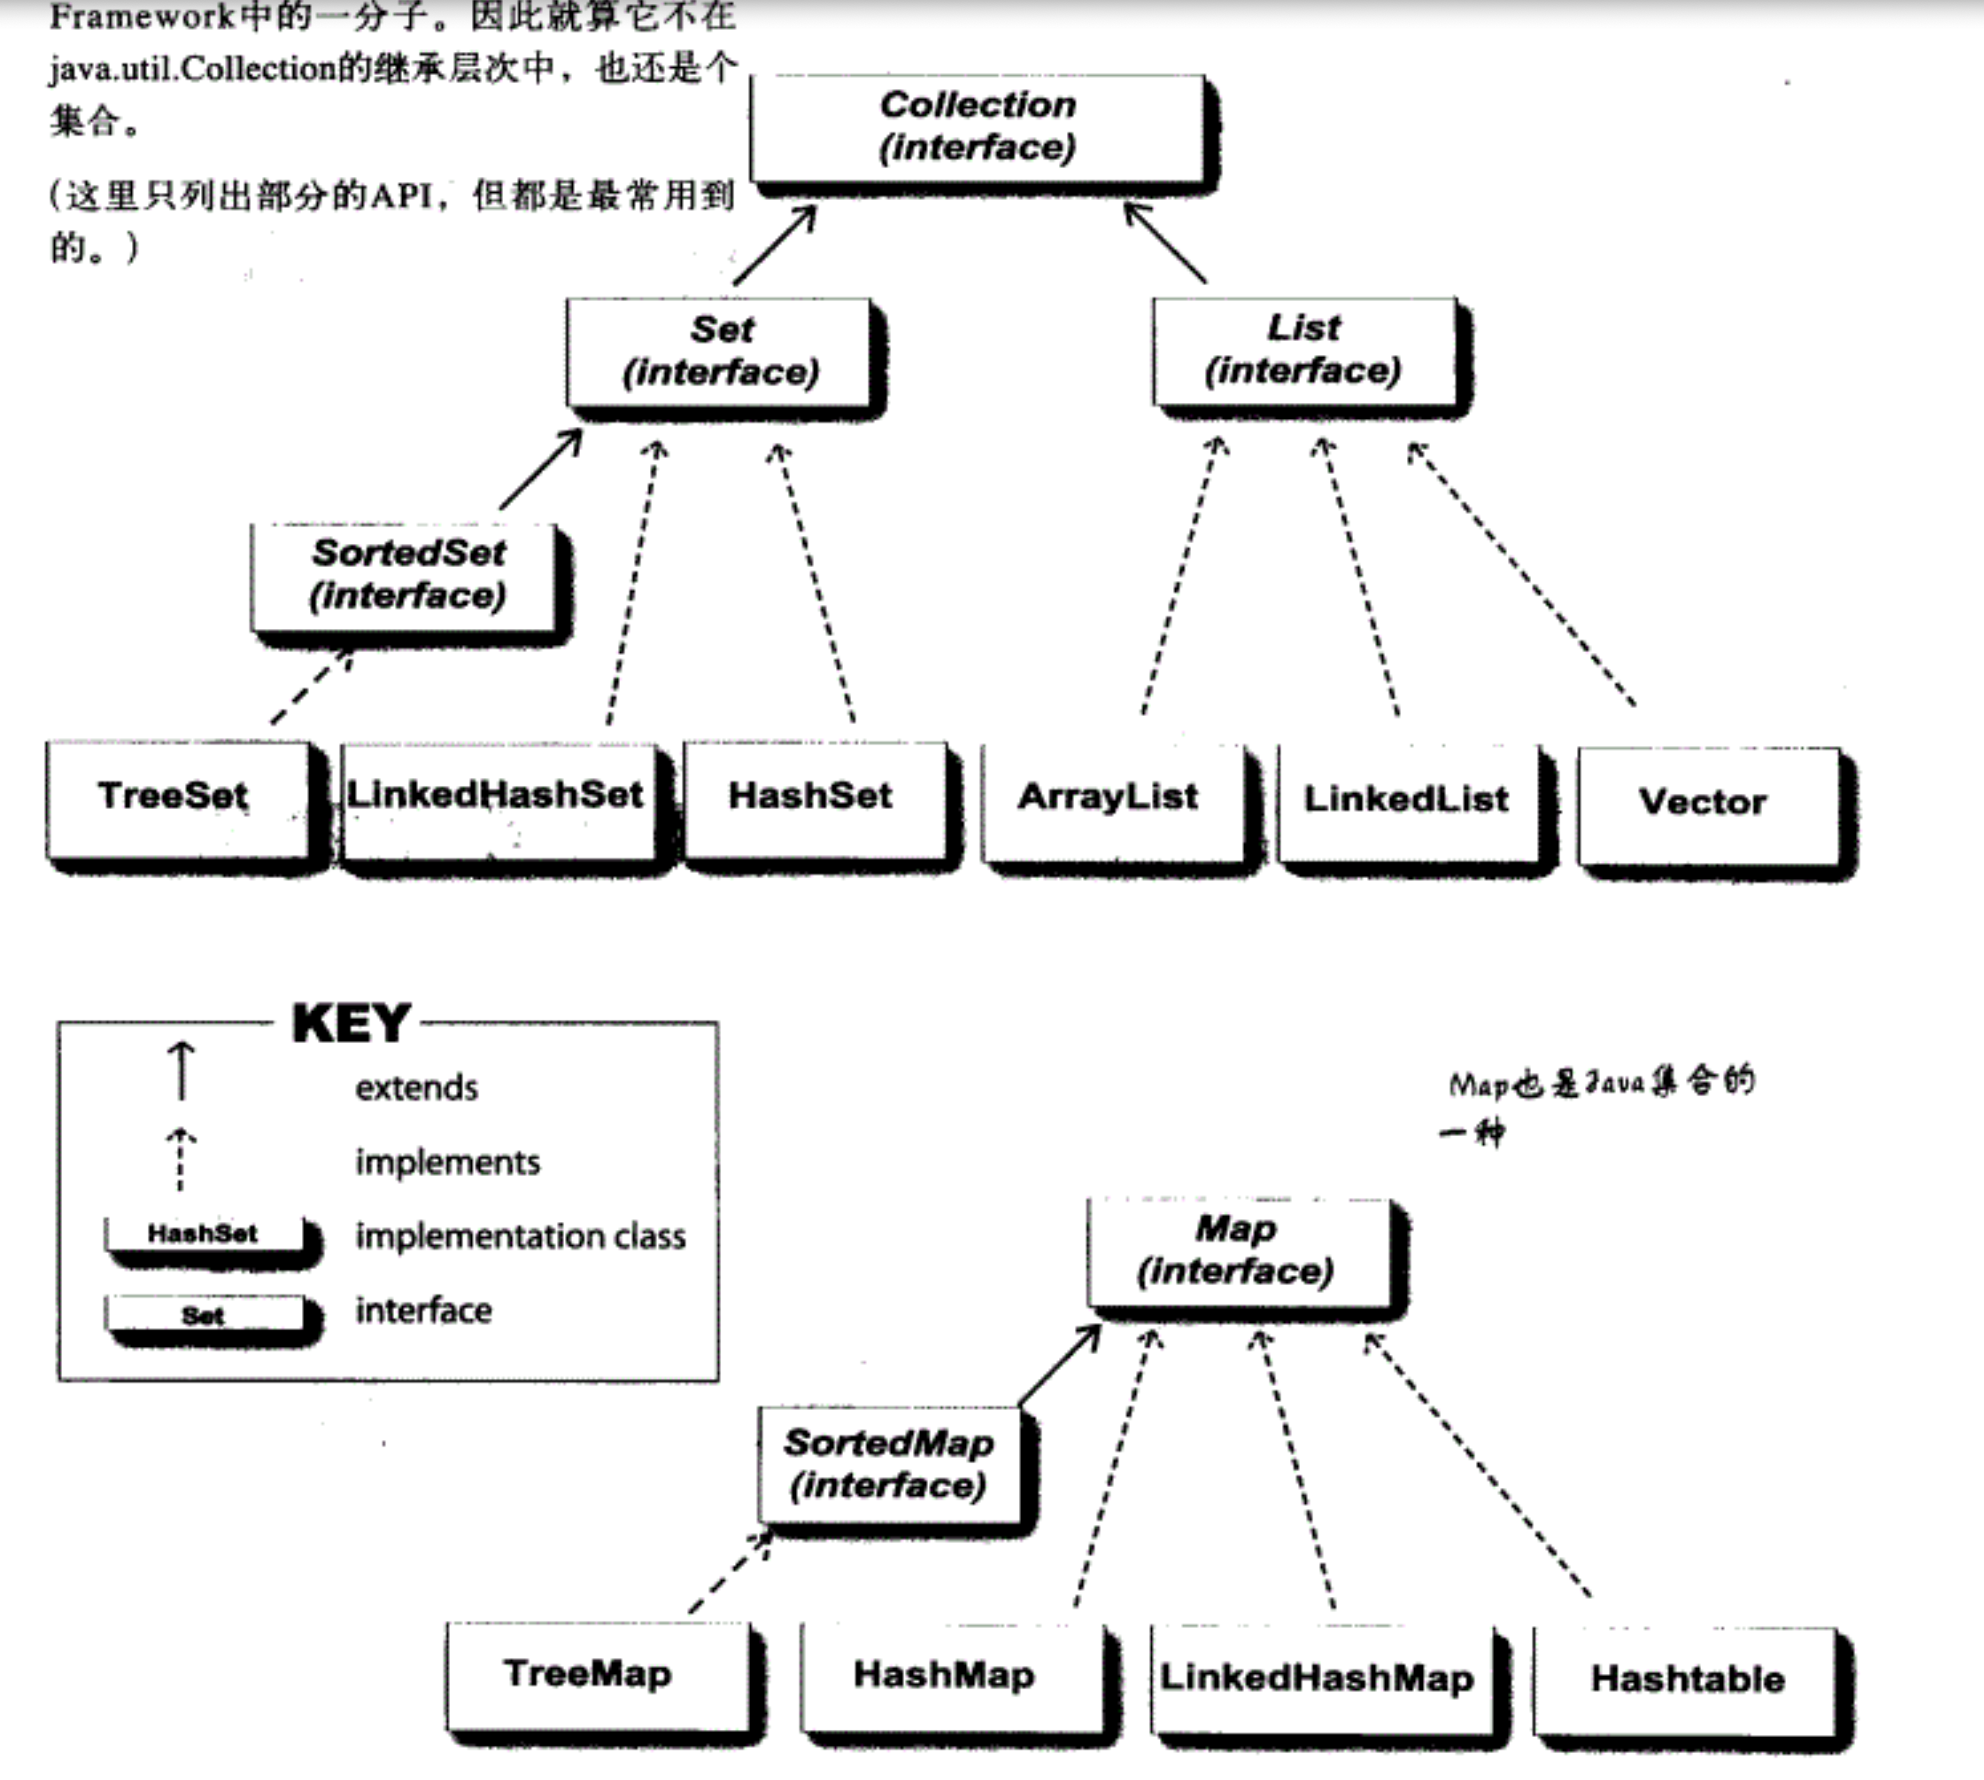 Framework中的一分子。因此就算它不在
java.util.Collection的继承层次中，也还是个
集合。
(这里只列出部分的API，但都是最常用到
的。)
Collection
(interface)
Set
(interface)
List
(interface)
SortedSet
(interface)
TreeSet
LinkedHashSet
HashSet
ArrayList
LinkedList
Vector
KEY
extends
implements
HashSet
implementation class
Set
interface
Map也是Java集合的
一种
Map
(interface)
SortedMap
(interface)
TreeMap
HashMap
LinkedHashMap
Hashtable